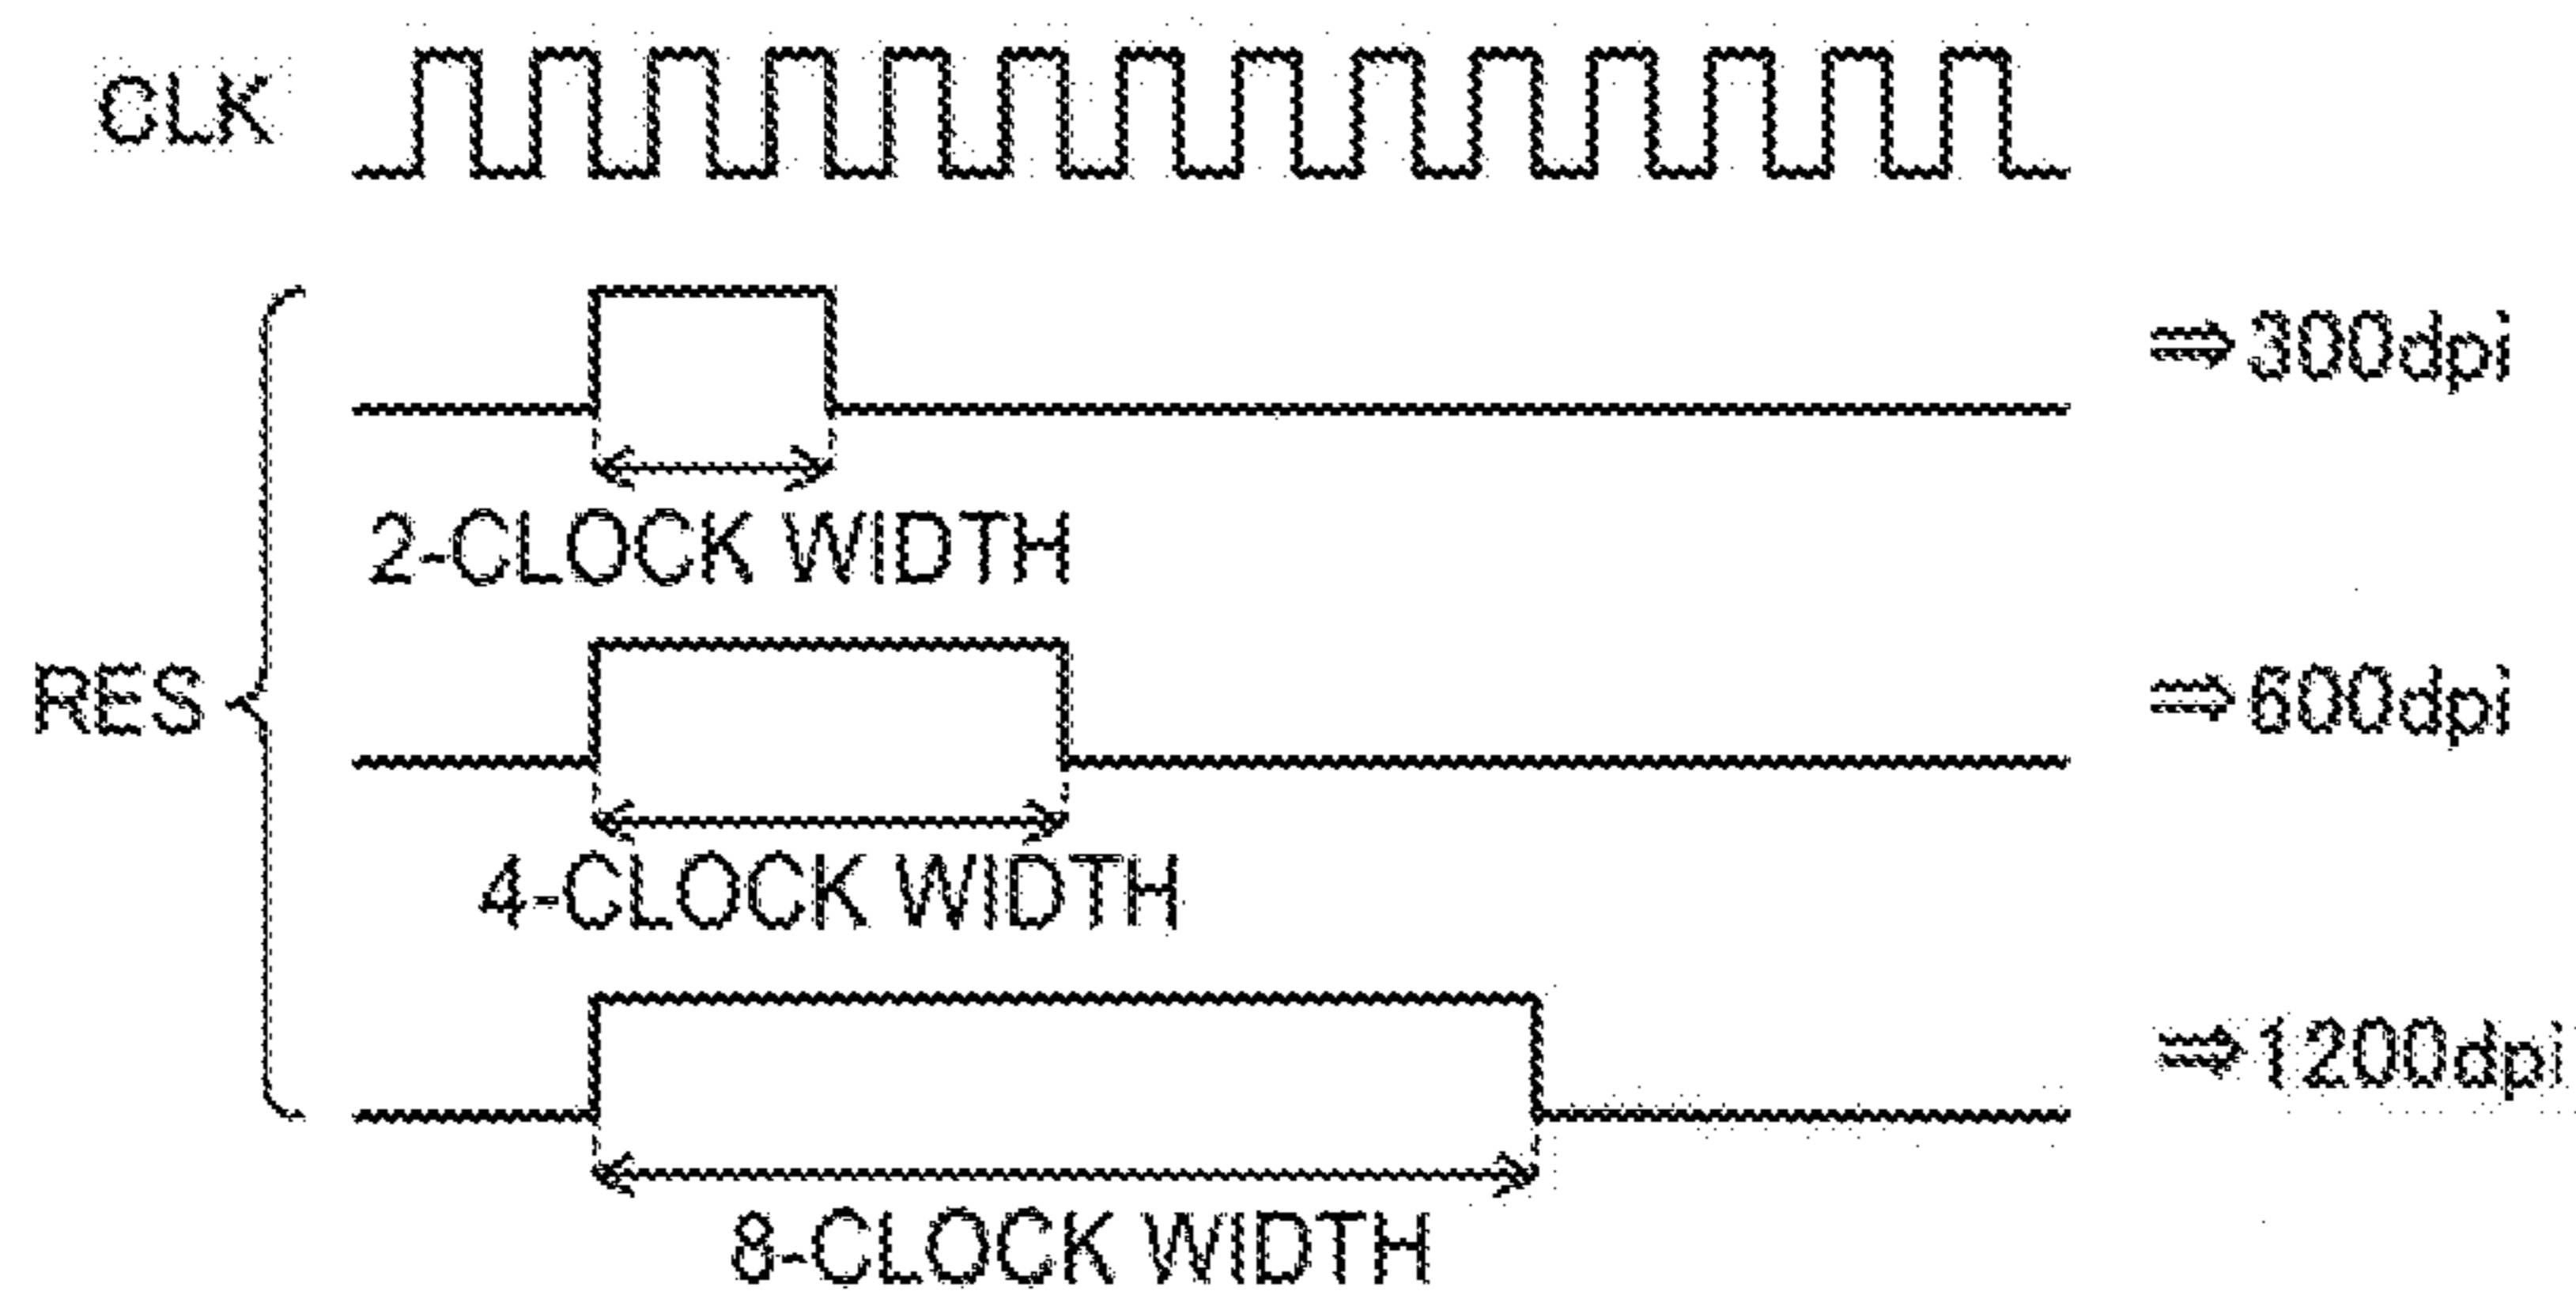 CLK
⇒300dpi
2-CLOCK WIDTH
RES
⇒600dpi
4-CLOCK WIDTH
⇒1200dpi
8-CLOCK WIDTH